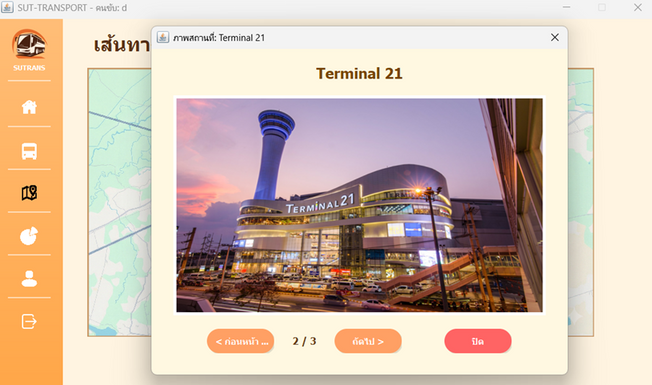 SUT-TRANSPORT - คนขับ: d
SUTRANS
เส้นทา
ภาพสถานที่: Terminal 21
Terminal 21
TERMINAL21
< ก่อนหน้า ...
2 / 3
ถัดไป >
ปิด